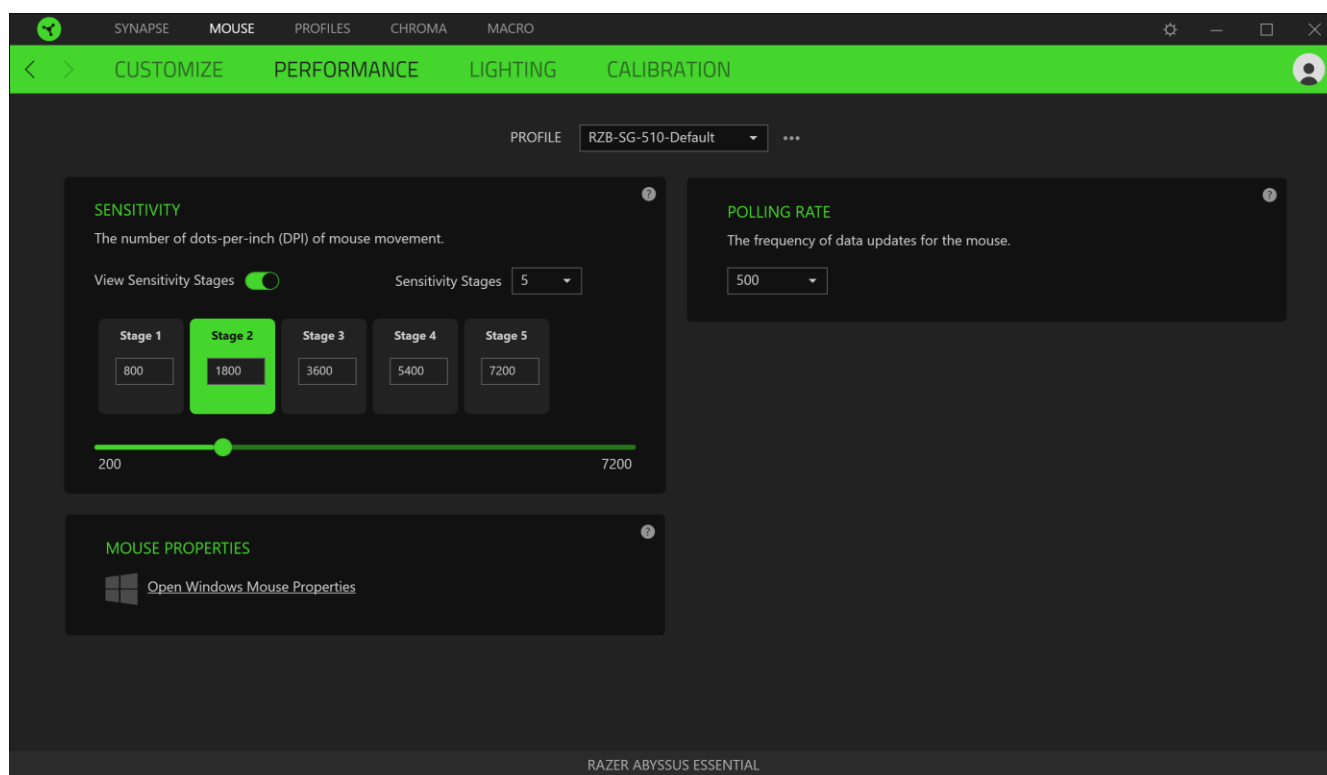 SYNAPSE MOUSE PROFILES CHROMA MACRO
CUSTOMIZE PERFORMANCE LIGHTING CALIBRATION
PROFILE RZB-SG-510-Default
SENSITIVITY
The number of dots-per-inch (DPI) of mouse movement.
View Sensitivity Stages Sensitivity Stages 5
Stage 1 Stage 2 Stage 3 Stage 4 Stage 5
800 1800 3600 5400 7200
200 7200
POLLING RATE
The frequency of data updates for the mouse.
500
MOUSE PROPERTIES
Open Windows Mouse Properties
RAZER ABYSSUS ESSENTIAL